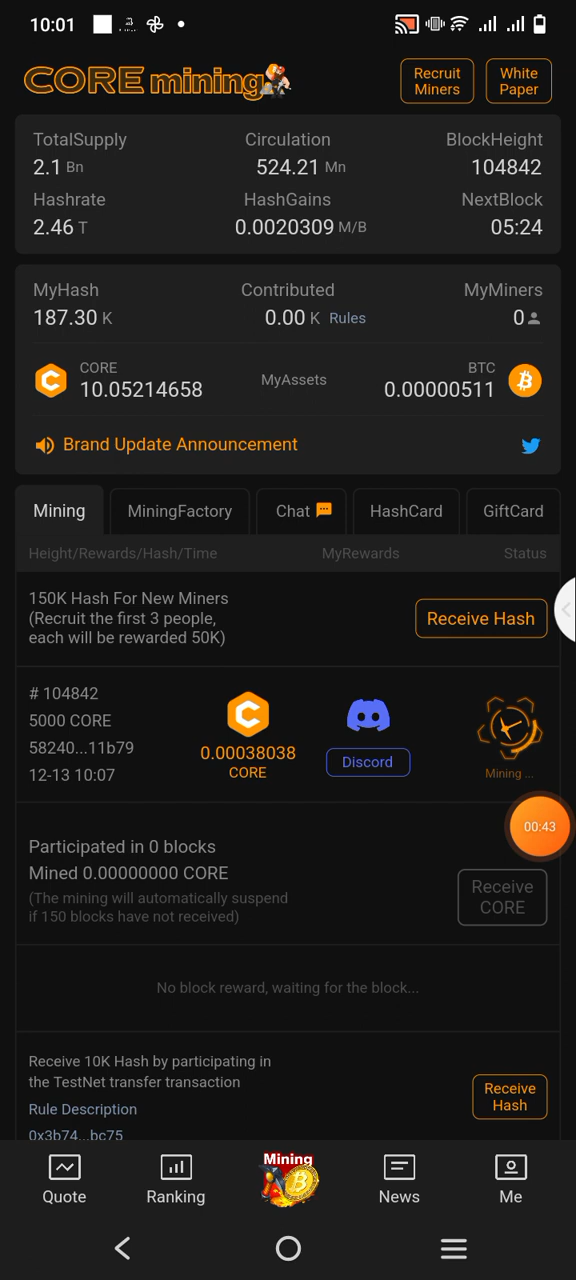 10:01
CORE mining
Recruit Miners
White Paper
TotalSupply Circulation BlockHeight
2.1 Bn 524.21 Mn 104842
Hashrate HashGains NextBlock
2.46 T 0.0020309 M/B 05:24
MyHash Contributed MyMiners
187.30 K 0.00 K Rules 0
CORE BTC
10.05214658 MyAssets 0.00000511
Brand Update Announcement
Mining MiningFactory Chat HashCard GiftCard
Height/Rewards/Hash/Time MyRewards Status
150K Hash For New Miners
(Recruit the first 3 people,
each will be rewarded 50K)
Receive Hash
# 104842
5000 CORE
58240...11b79
12-13 10:07
0.00038038
CORE
Discord
Mining ...
00:43
Participated in 0 blocks
Mined 0.00000000 CORE
(The mining will automatically suspend
if 150 blocks have not received)
Receive
CORE
No block reward, waiting for the block...
Receive 10K Hash by participating in
the TestNet transfer transaction
Rule Description
0x3b74...bc75
Receive
Hash
Mining
Quote Ranking News Me